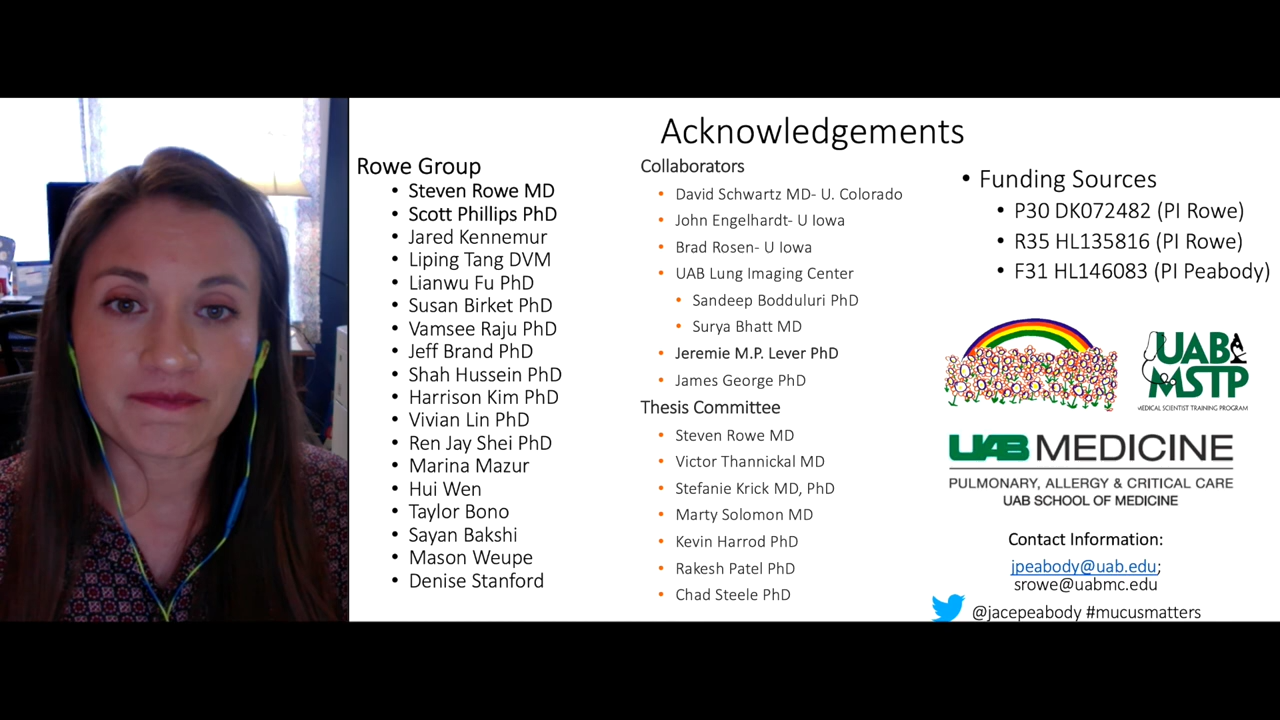 Acknowledgements
Rowe Group
• Steven Rowe MD
• Scott Phillips PhD
• Jared Kennemur
• Liping Tang DVM
• Lianwu Fu PhD
• Susan Birket PhD
• Vamsee Raju PhD
• Jeff Brand PhD
• Shah Hussein PhD
• Harrison Kim PhD
• Vivian Lin PhD
• Ren Jay Shei PhD
• Marina Mazur
• Hui Wen
• Taylor Bono
• Sayan Bakshi
• Mason Weupe
• Denise Stanford
Collaborators
• David Schwartz MD- U. Colorado
• John Engelhardt- U Iowa
• Brad Rosen- U Iowa
• UAB Lung Imaging Center
• Sandeep Bodduluri PhD
• Surya Bhatt MD
• Jeremie M.P. Lever PhD
• James George PhD
Thesis Committee
• Steven Rowe MD
• Victor Thannickal MD
• Stefanie Krick MD, PhD
• Marty Solomon MD
• Kevin Harrod PhD
• Rakesh Patel PhD
• Chad Steele PhD
• Funding Sources
• P30 DK072482 (PI Rowe)
• R35 HL135816 (PI Rowe)
• F31 HL146083 (PI Peabody)
UAB
MSTP
MEDICAL SCIENTIST TRAINING PROGRAM
UAB MEDICINE
PULMONARY, ALLERGY & CRITICAL CARE
UAB SCHOOL OF MEDICINE
Contact Information:
jpeabody@uab.edu;
srowe@uabmc.edu
@jacepeabody #mucusmatters